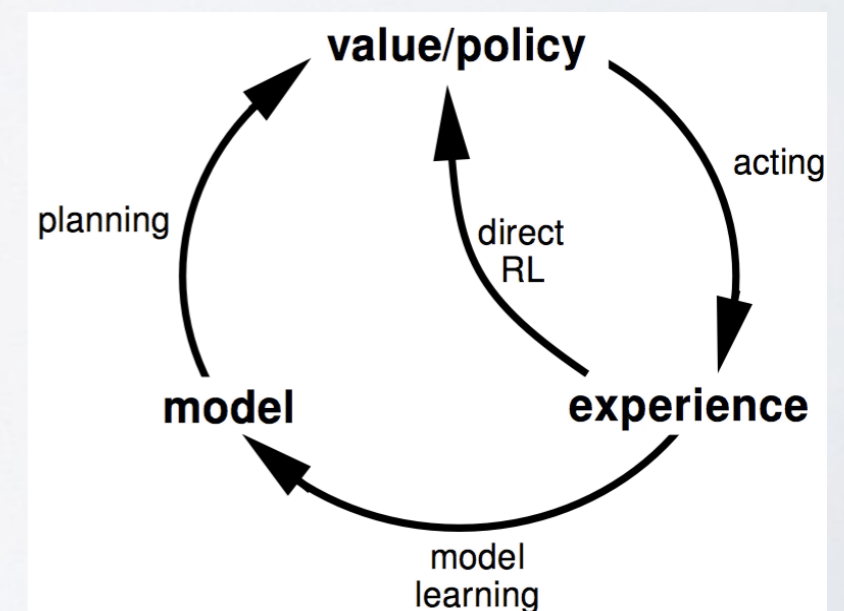 value/policy
acting
planning
direct
RL
model
experience
model
learning